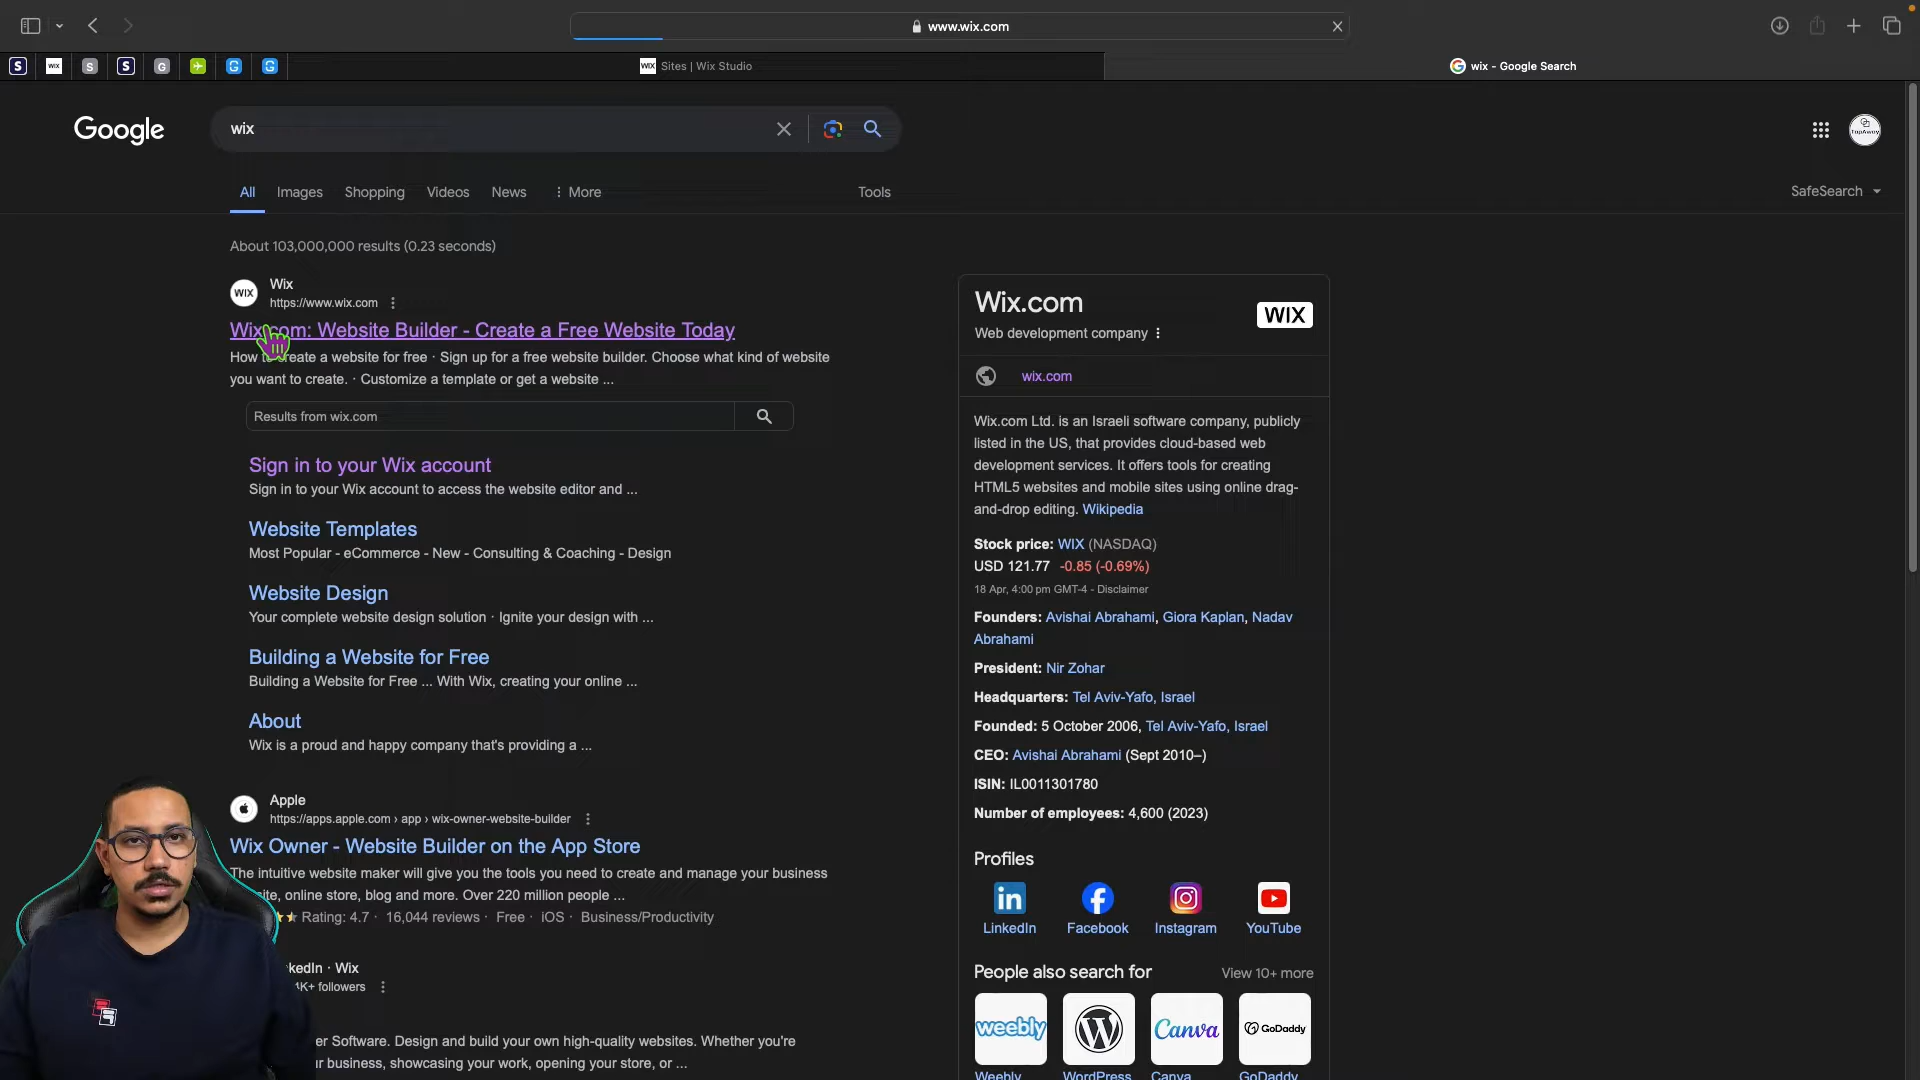 www.wix.com
S
WIX
S
S
G
G
G
WIX Sites | Wix Studio
wix - Google Search
Google
wix
All
Images
Shopping
Videos
News
More
Tools
SafeSearch
About 103,000,000 results (0.23 seconds)
WIX
Wix
https://www.wix.com
Wix.com: Website Builder - Create a Free Website Today
How to create a website for free · Sign up for a free website builder. Choose what kind of website
you want to create. · Customize a template or get a website ...
Results from wix.com
Sign in to your Wix account
Sign in to your Wix account to access the website editor and ...
Website Templates
Most Popular - eCommerce - New - Consulting & Coaching - Design
Website Design
Your complete website design solution · Ignite your design with ...
Building a Website for Free
Building a Website for Free ... With Wix, creating your online ...
About
Wix is a proud and happy company that's providing a ...
Apple
https://apps.apple.com › app › wix-owner-website-builder
Wix Owner - Website Builder on the App Store
The intuitive website maker will give you the tools you need to create and manage your business
site, online store, blog and more. Over 220 million people ...
Rating: 4.7 · 16,044 reviews · Free · iOS · Business/Productivity
kedIn · Wix
K+ followers
er Software. Design and build your own high-quality websites. Whether you're
r business, showcasing your work, opening your store, or ...
Wix.com
Web development company
WIX
wix.com
Wix.com Ltd. is an Israeli software company, publicly
listed in the US, that provides cloud-based web
development services. It offers tools for creating
HTML5 websites and mobile sites using online drag-
and-drop editing. Wikipedia
Stock price: WIX (NASDAQ)
USD 121.77 -0.85 (-0.69%)
18 Apr, 4:00 pm GMT-4 - Disclaimer
Founders: Avishai Abrahami, Giora Kaplan, Nadav
Abrahami
President: Nir Zohar
Headquarters: Tel Aviv-Yafo, Israel
Founded: 5 October 2006, Tel Aviv-Yafo, Israel
CEO: Avishai Abrahami (Sept 2010–)
ISIN: IL0011301780
Number of employees: 4,600 (2023)
Profiles
LinkedIn
Facebook
Instagram
YouTube
People also search for
View 10+ more
weebly
Canva
GoDaddy
Weebly
WordPress
Canva
GoDaddy